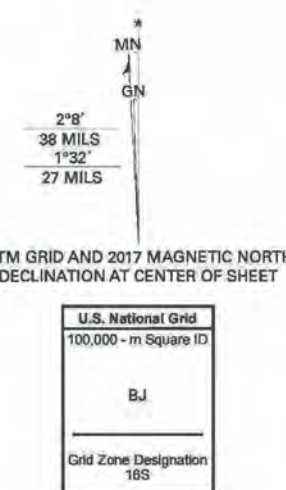 *
MN
GN
2°8′
38 MILS
1°32′
27 MILS
TM GRID AND 2017 MAGNETIC NORTH
DECLINATION AT CENTER OF SHEET
U.S. National Grid
100,000 - m Square ID
BJ
Grid Zone Designation
16S